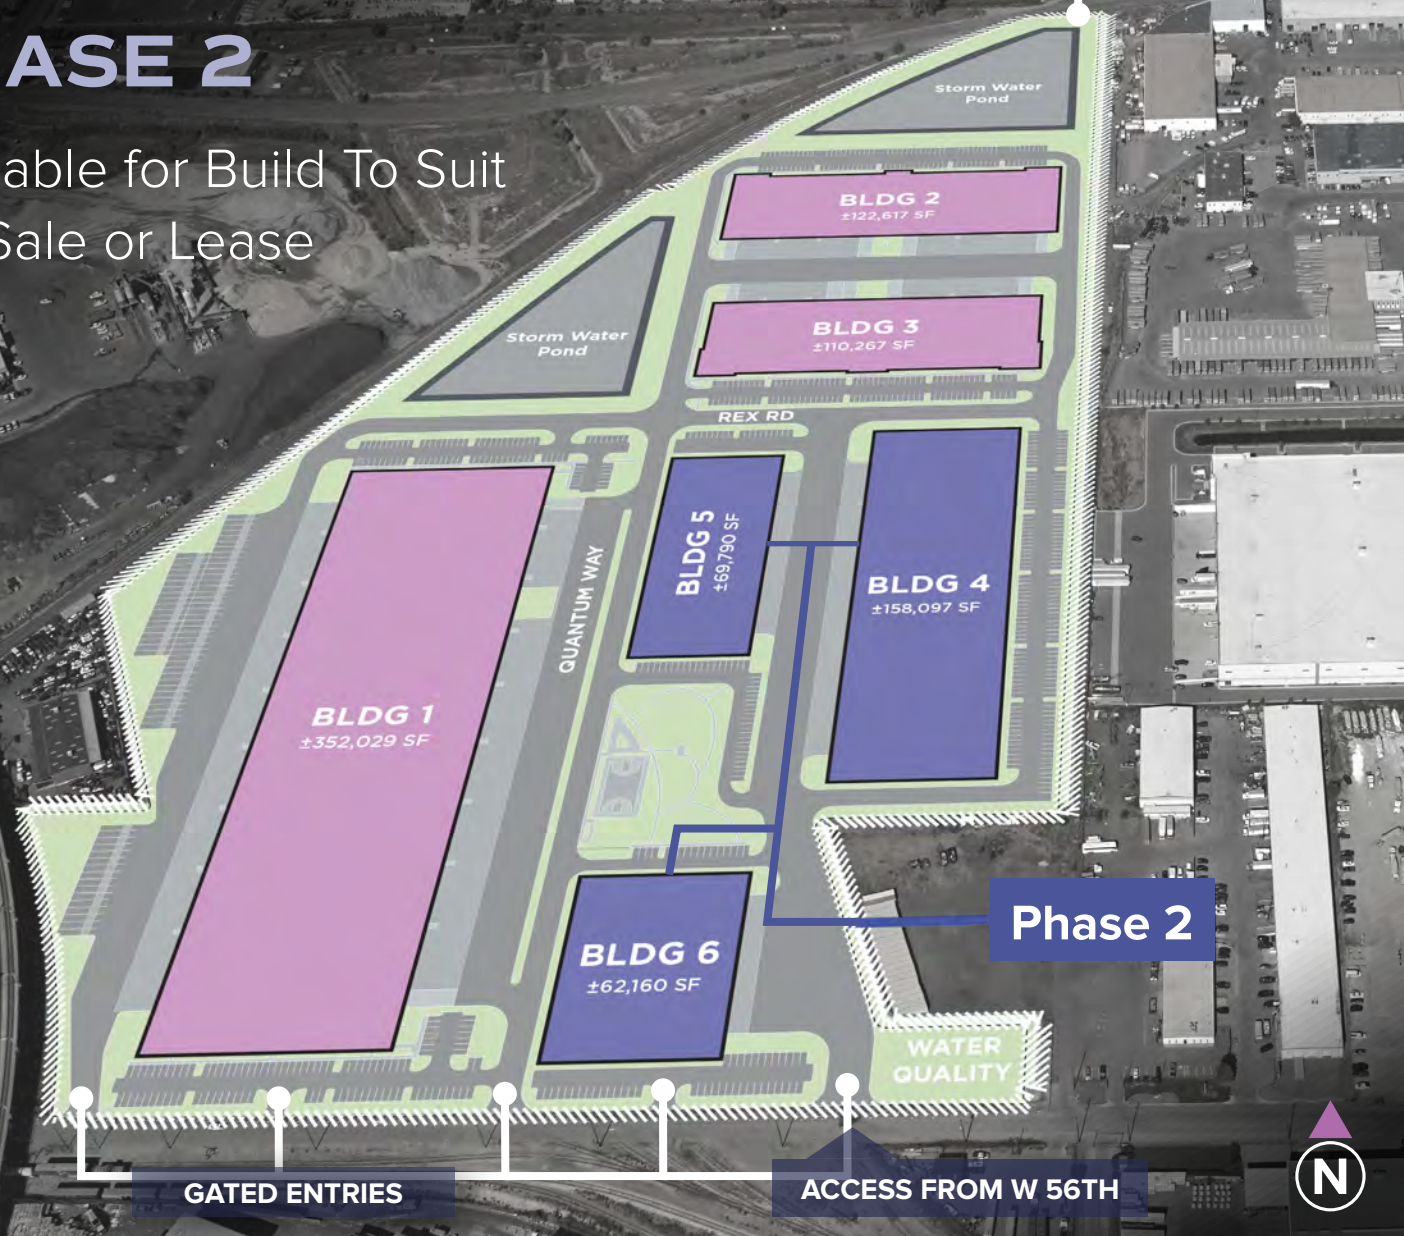 ASE 2
able for Build To Suit
Sale or Lease
Storm Water
Pond
BLDG 2
±122,617 SF
BLDG 3
±110,267 SF
Storm Water
Pond
REX RD
BLDG 5
±69,790 SF
BLDG 4
±158,097 SF
QUANTUM WAY
BLDG 1
±352,029 SF
Phase 2
BLDG 6
±62,160 SF
WATER
QUALITY
GATED ENTRIES
ACCESS FROM W 56TH
N